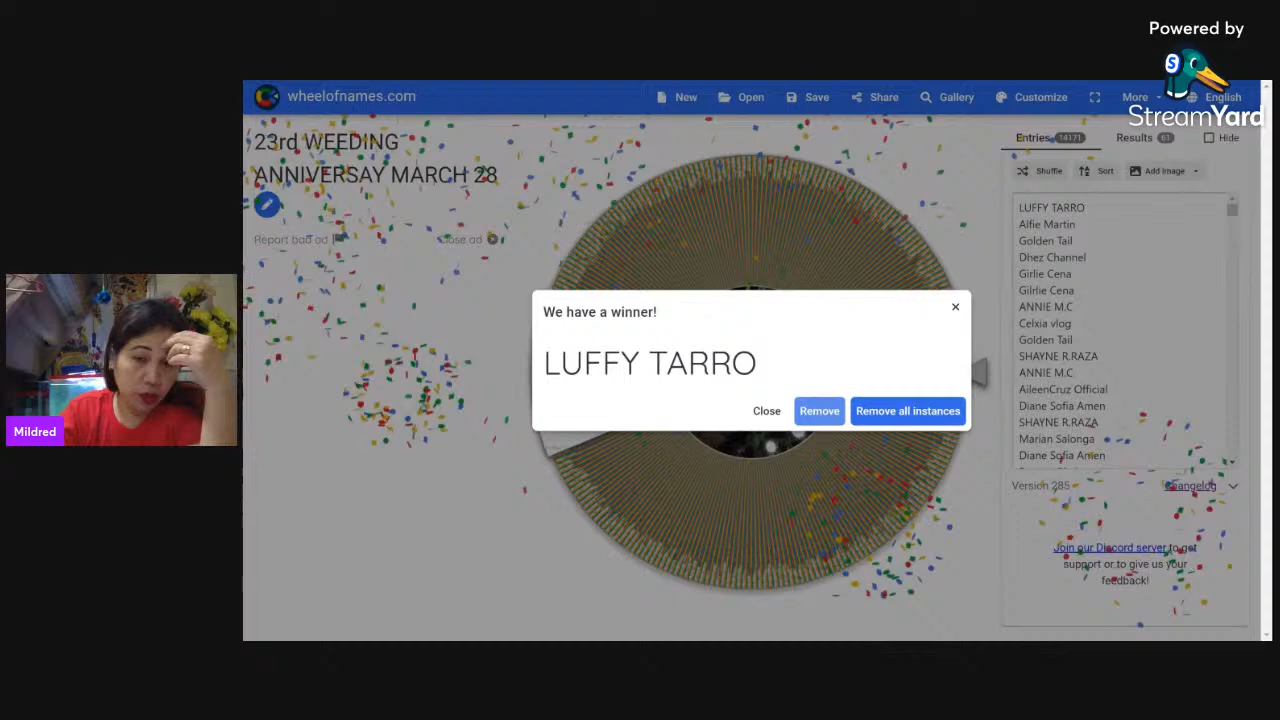 Powered by
S
StreamYard
wheelofnames.com
New
Open
Save
Share
Gallery
Customize
More
English
23rd WEEDING
ANNIVERSAY MARCH 28
Report bad ad
Close ad
Entries 14171
Results 61
Hide
Shuffle
Sort
Add Image
LUFFY TARRO
Alfie Martin
Golden Tail
Dhez Channel
Girlie Cena
Gilrlie Cena
ANNIE M.C
Celxia vlog
Golden Tail
SHAYNE R.RAZA
ANNIE M.C
AileenCruz Official
Diane Sofia Amen
SHAYNE R.RAZA
Marian Salonga
Diane Sofia Amen
We have a winner!
LUFFY TARRO
Close
Remove
Remove all instances
Version 285
Changelog
Join our Discord server to get
support or to give us your
feedback!
Mildred